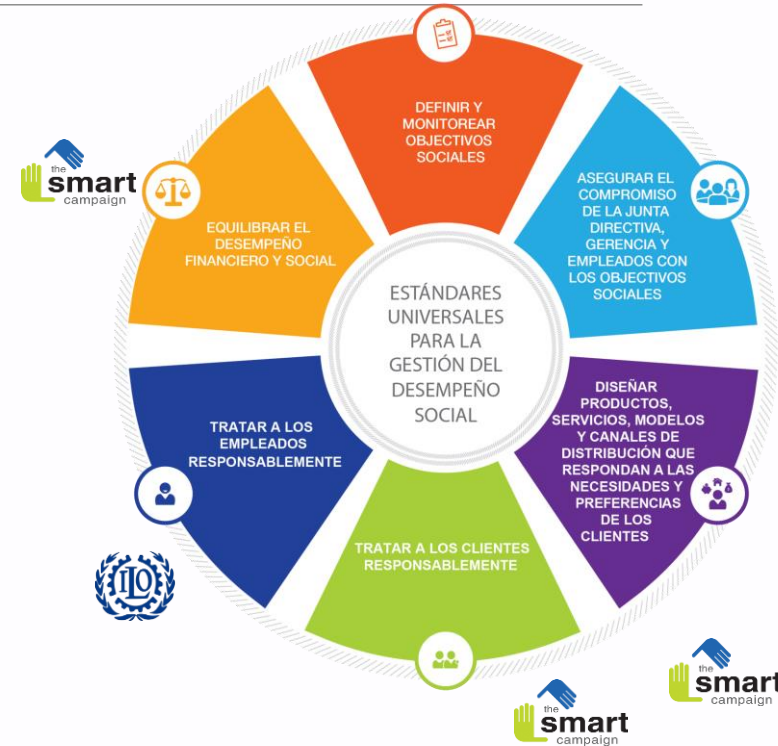 DEFINIR Y
MONITOREAR
OBJECTIVOS
SOCIALES
ASEGURAR EL
COMPROMISO
DE LA JUNTA
DIRECTIVA,
GERENCIA Y
EMPLEADOS CON
LOS OBJECTIVOS
SOCIALES
DISEÑAR
PRODUCTOS,
SERVICIOS, MODELOS
Y CANALES DE
DISTRIBUCIÓN QUE
RESPONDAN A LAS
NECESIDADES Y
PREFERENCIAS
DE LOS
CLIENTES
TRATAR A LOS CLIENTES
RESPONSABLEMENTE
TRATAR A LOS
EMPLEADOS
RESPONSABLEMENTE
EQUILIBRAR EL
DESEMPEÑO
FINANCIERO Y SOCIAL
ESTÁNDARES
UNIVERSALES
PARA LA
GESTIÓN DEL
DESEMPEÑO
SOCIAL
the
smart
campaign
ILO
the
smart
campaign
the
smart
campaign